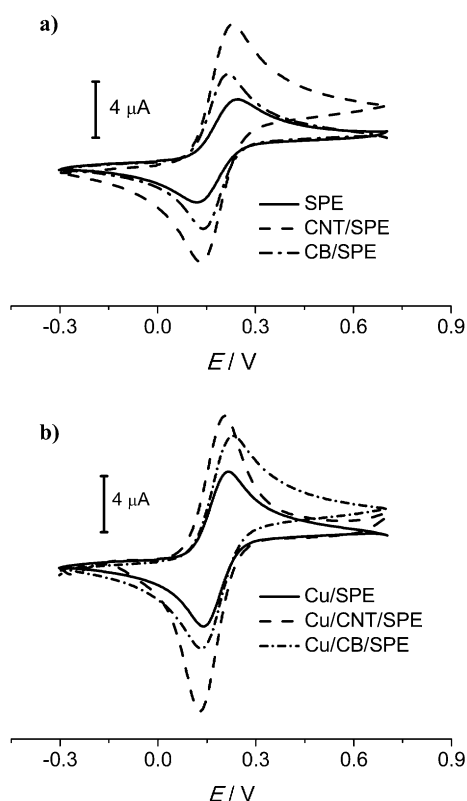 a)
4 μA
SPE
CNT/SPE
CB/SPE
-0.3 0.0 0.3 0.6 0.9
E / V
b)
4 μA
Cu/SPE
Cu/CNT/SPE
Cu/CB/SPE
-0.3 0.0 0.3 0.6 0.9
E / V